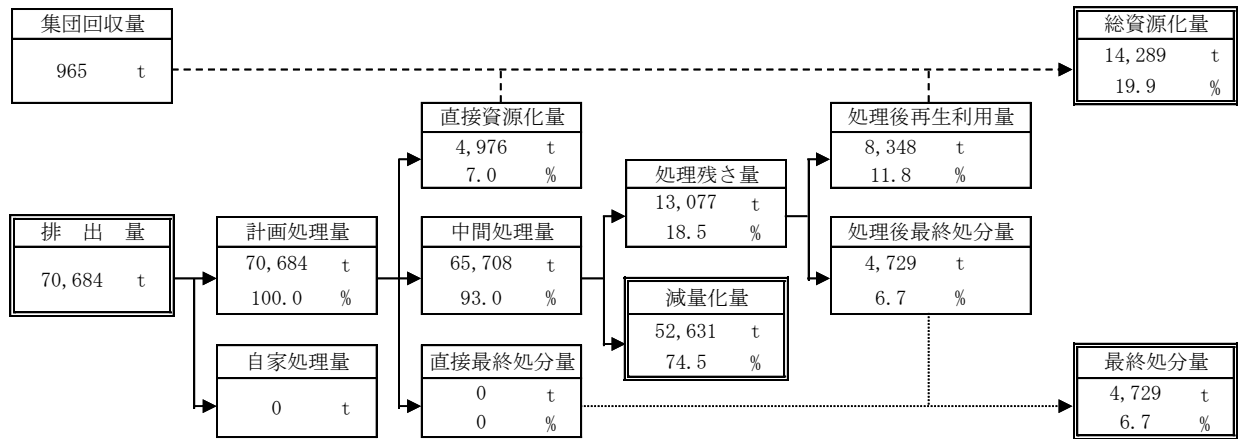 集団回収量
965 t
総資源化量
14,289 t
19.9 %
直接資源化量
4,976 t
7.0 %
処理後再生利用量
8,348 t
11.8 %
処理残さ量
13,077 t
18.5 %
排 出 量
70,684 t
計画処理量
70,684 t
100.0 %
中間処理量
65,708 t
93.0 %
処理後最終処分量
4,729 t
6.7 %
減量化量
52,631 t
74.5 %
自家処理量
0 t
直接最終処分量
0 t
0 %
最終処分量
4,729 t
6.7 %